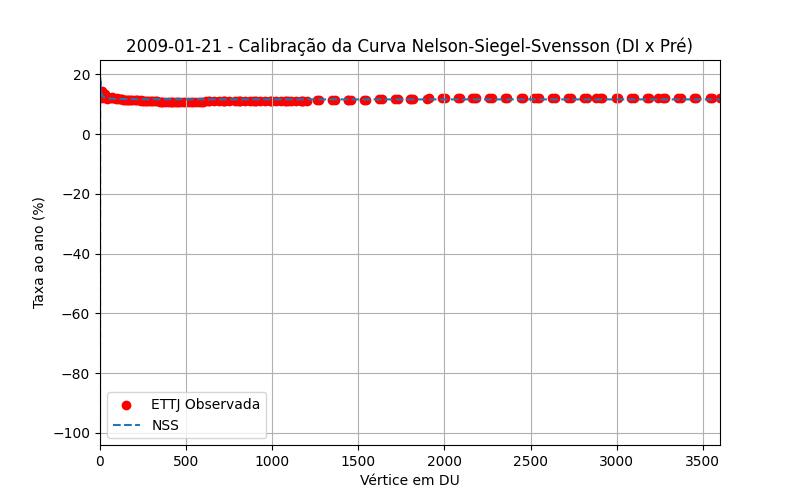 2009-01-21 - Calibração da Curva Nelson-Siegel-Svensson (DI x Pré)
Taxa ao ano (%)
20
0
−20
−40
−60
−80
−100
ETTJ Observada
NSS
0 500 1000 1500 2000 2500 3000 3500
Vértice em DU